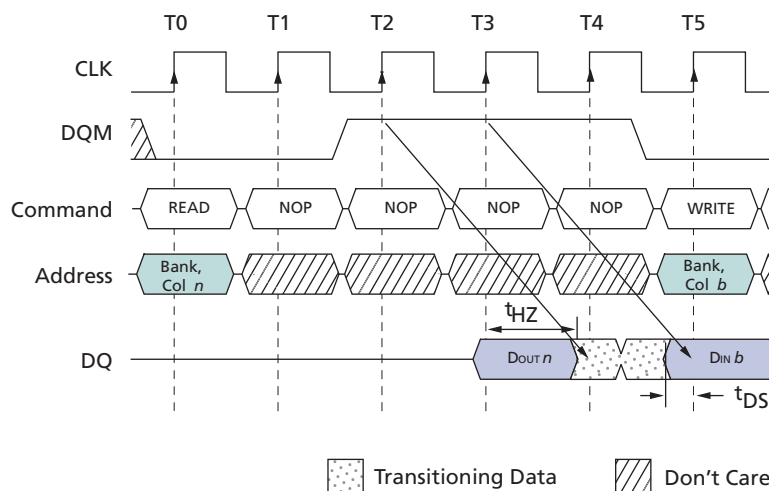 T0 T1 T2 T3 T4 T5
CLK
DQM
Command READ NOP NOP NOP NOP WRITE
Address Bank, Col n Bank, Col b
tHZ
DQ DOUT n DIN b
tDS
Transitioning Data Don't Care